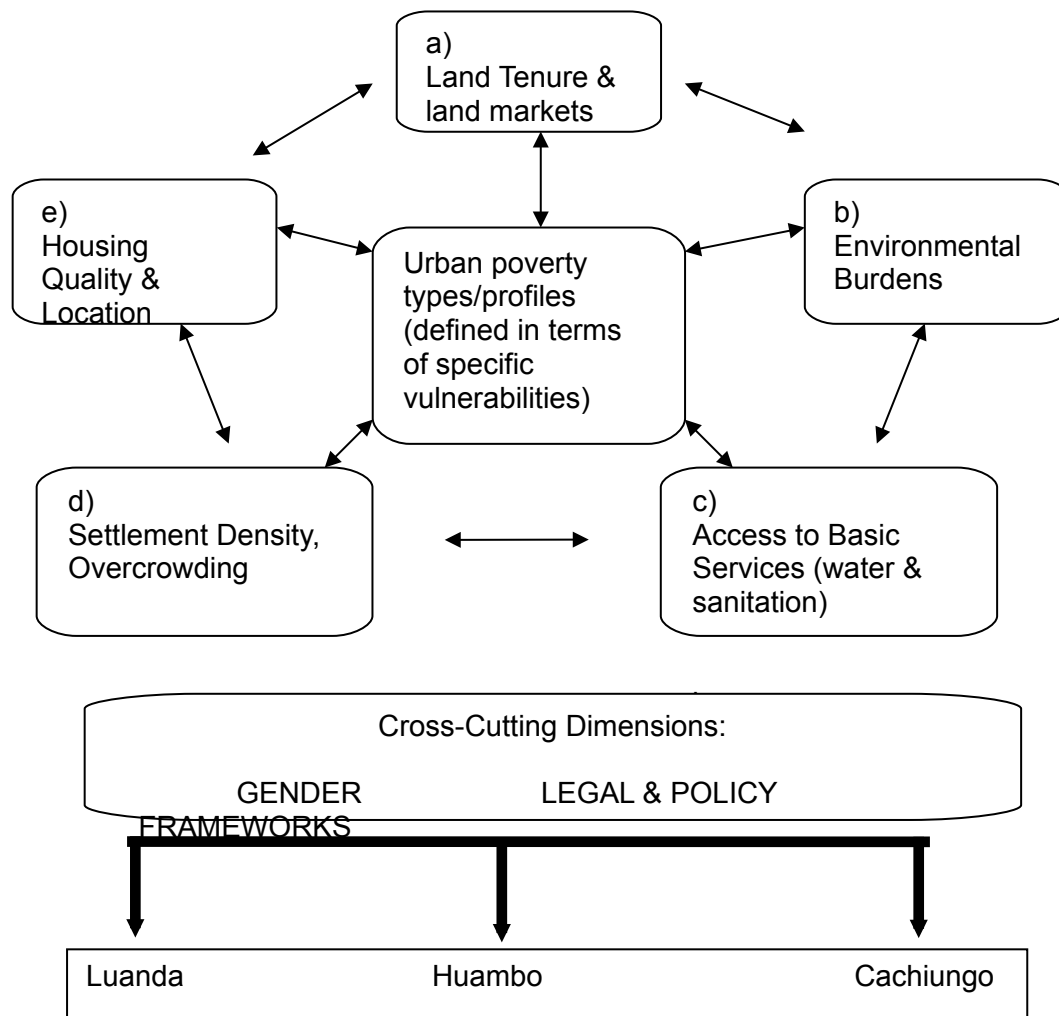 a)
Land Tenure &
land markets
e)
Housing
Quality &
Location
Urban poverty
types/profiles
(defined in terms
of specific
vulnerabilities)
b)
Environmental
Burdens
d)
Settlement Density,
Overcrowding
c)
Access to Basic
Services (water &
sanitation)
Cross-Cutting Dimensions:
GENDER LEGAL & POLICY
FRAMEWORKS
Luanda Huambo Cachiungo